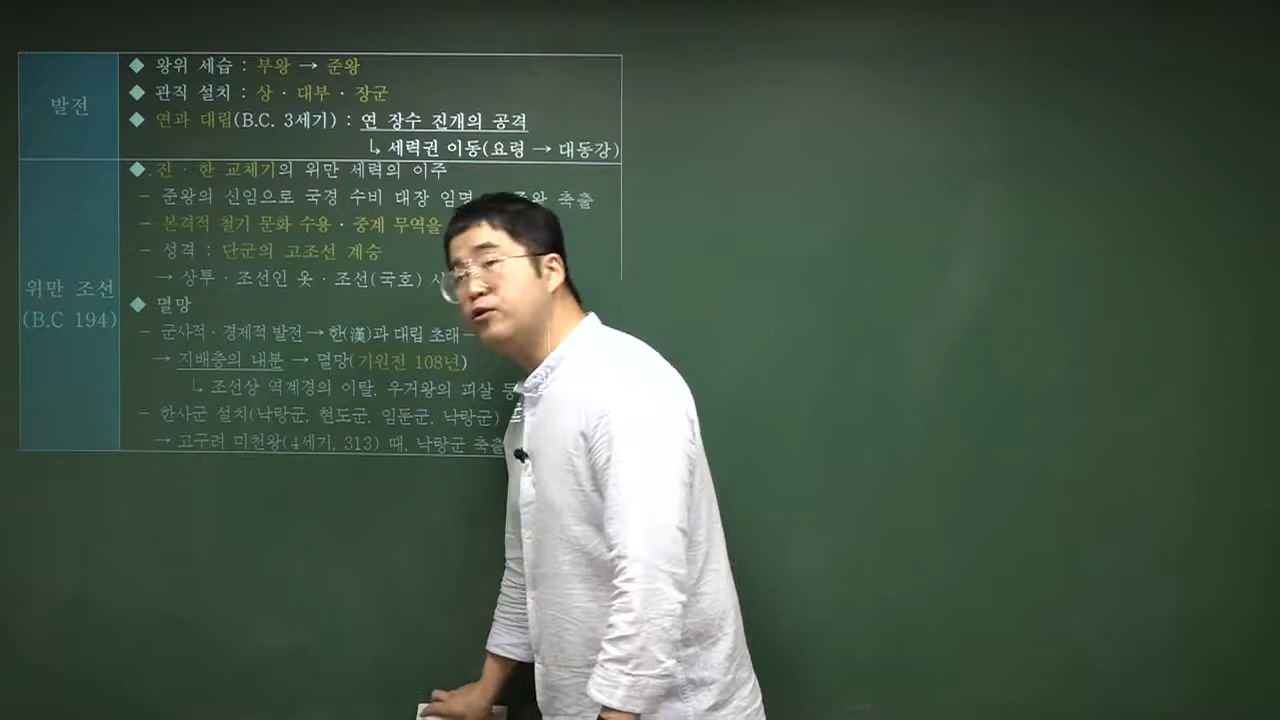 발전
◆ 왕위 세습 : 부왕 → 준왕
◆ 관직 설치 : 상 · 대부 · 장군
◆ 연과 대립(B.C. 3세기) : 연 장수 진개의 공격
↳ 세력권 이동(요령 → 대동강)
위만 조선
(B.C 194)
◆ 진 · 한 교체기의 위만 세력의 이주
- 준왕의 신임으로 국경 수비 대장 임명 축출
- 본격적 철기 문화 수용 · 중계 무역을
- 성격 : 단군의 고조선 계승
→ 상투 · 조선인 옷 · 조선(국호)
◆ 멸망
- 군사적 · 경제적 발전 → 한(漢)과 대립 초래
→ 지배층의 내분 → 멸망(기원전 108년)
↳ 조선상 역계경의 이탈, 우거왕의 피살 등
- 한사군 설치(낙랑군, 현도군, 임둔군, 낙랑군)
→ 고구려 미천왕(4세기, 313) 때, 낙랑군 축출